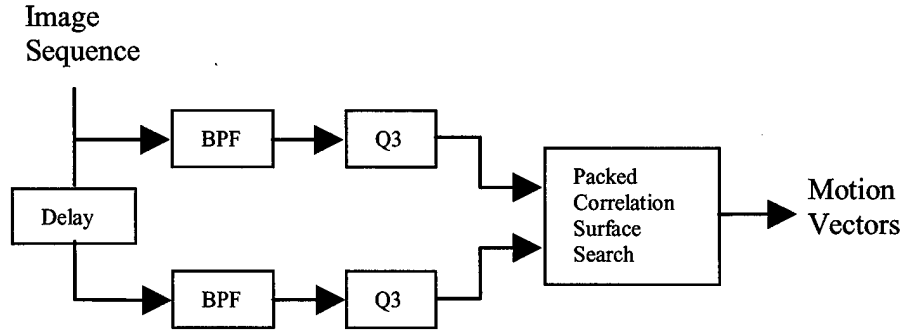 Image
Sequence
BPF
Q3
Packed
Correlation
Surface
Search
Motion
Vectors
Delay
BPF
Q3